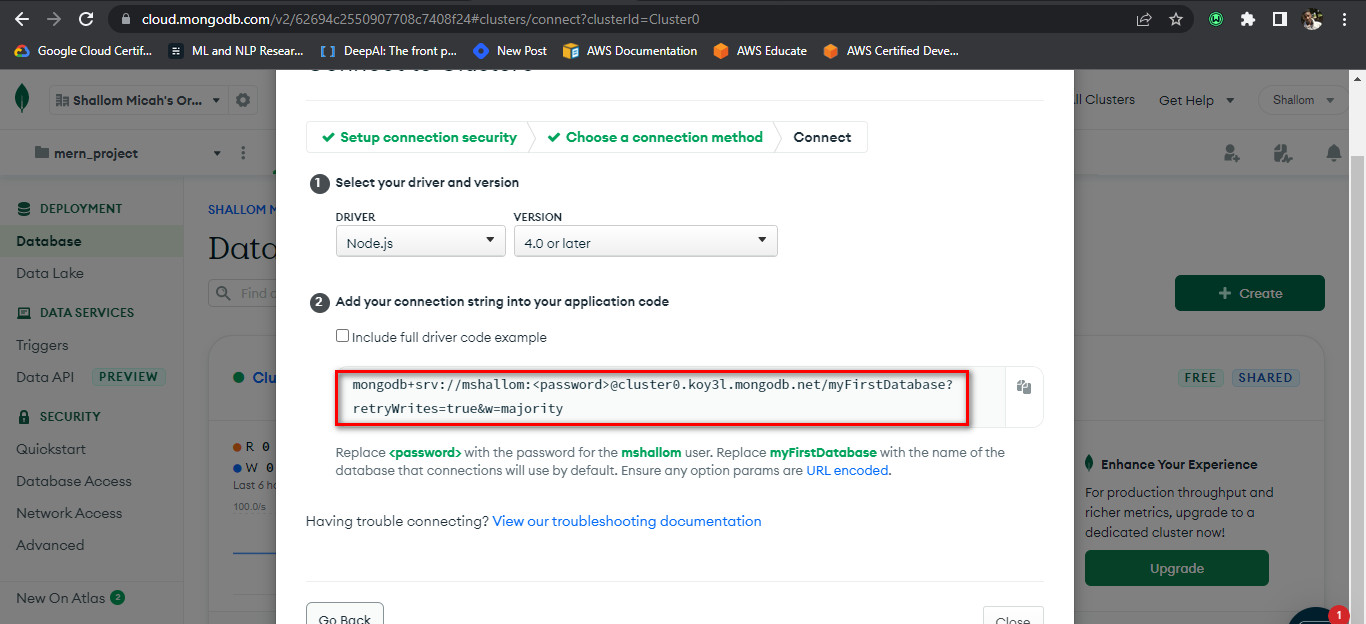 cloud.mongodb.com/v2/62694c2550907708c7408f24#clusters/connect?clusterId=Cluster0
Google Cloud Certif...
ML and NLP Resear...
DeepAI: The front p...
New Post
AWS Documentation
AWS Educate
AWS Certified Deve...
Shallom Micah's Or...
Clusters
Get Help
Shallom
mern_project
Setup connection security
Choose a connection method
Connect
DEPLOYMENT
Database
Data Lake
DATA SERVICES
Triggers
Data API PREVIEW
SECURITY
Quickstart
Database Access
Network Access
Advanced
New On Atlas 2
SHALLOM M
Data
Find c
Clu
R 0
W 0
Last 6 ho
100.0/s
1 Select your driver and version
DRIVER
VERSION
Node.js
4.0 or later
2 Add your connection string into your application code
Include full driver code example
mongodb+srv://mshallom:<password>@cluster0.koy3l.mongodb.net/myFirstDatabase?
retryWrites=true&w=majority
Replace <password> with the password for the mshallom user. Replace myFirstDatabase with the name of the
database that connections will use by default. Ensure any option params are URL encoded.
Having trouble connecting? View our troubleshooting documentation
Go Back
Close
+ Create
FREE
SHARED
Enhance Your Experience
For production throughput and
richer metrics, upgrade to a
dedicated cluster now!
Upgrade
1